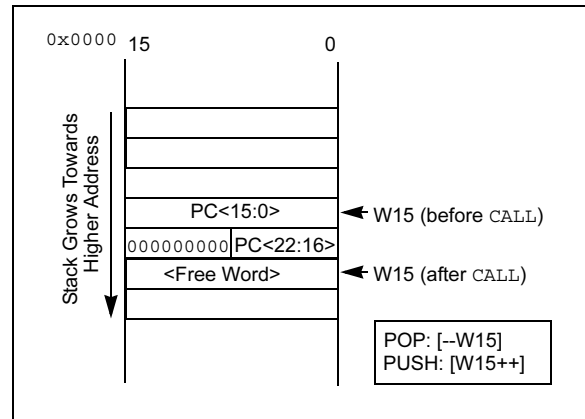 0x0000 15 0
Stack Grows Towards
Higher Address
PC<15:0>
W15 (before CALL)
000000000 PC<22:16>
<Free Word>
W15 (after CALL)
POP: [--W15]
PUSH: [W15++]